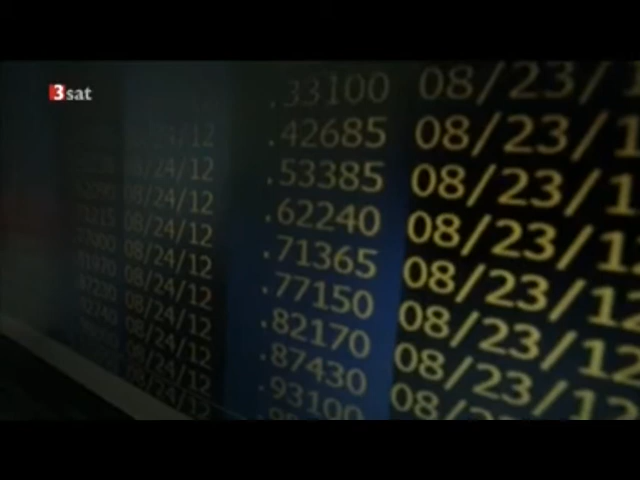 3sat
.33100 08/23/1
08/24/12 .42685 08/23/1
08/24/12 .53385 08/23/1
08/24/12 .62240 08/23/1
71315 08/24/12 .71365 08/23/12
08/24/12 .77150 08/23/12
08/24/12 .82170 08/23/12
08/24/12 .87430 08/23/12
08/24/12 .93100 08/23/12